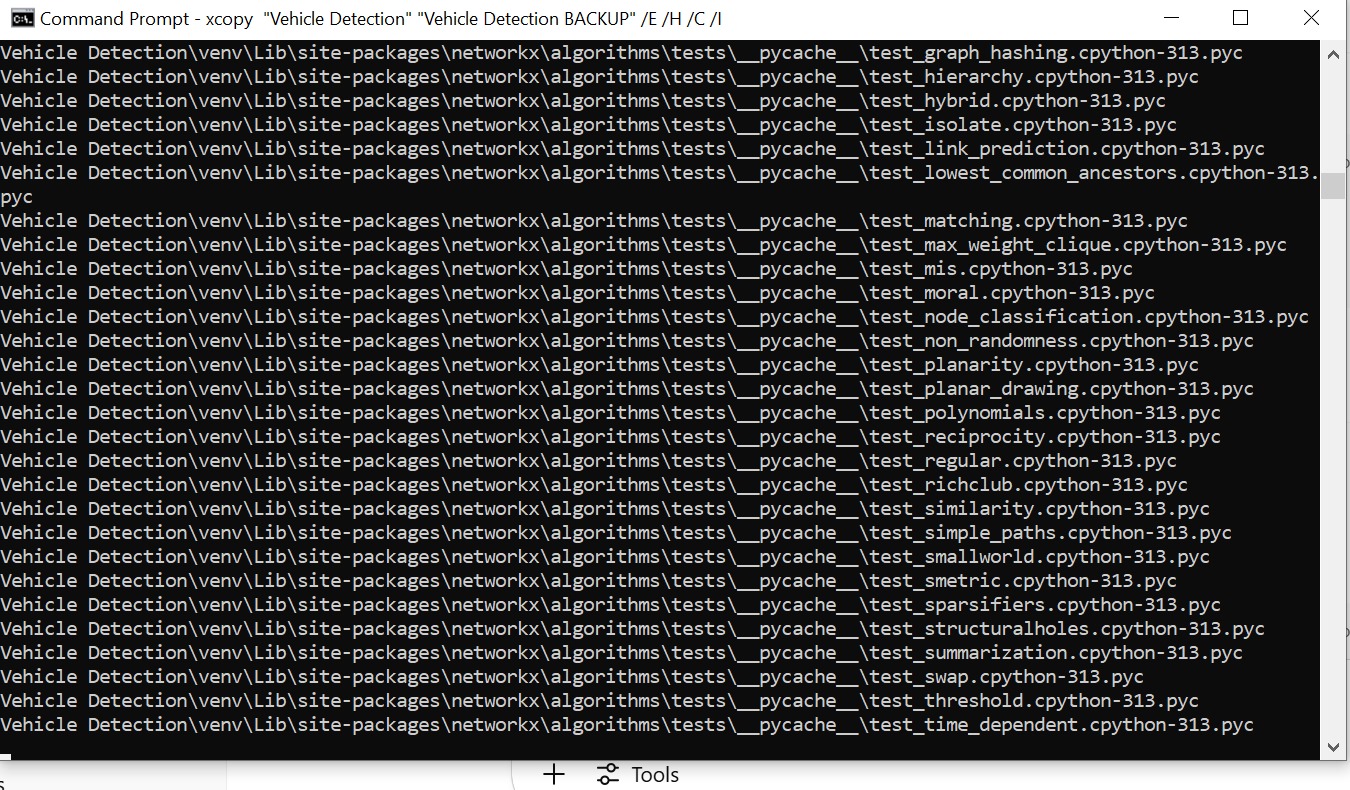 Command Prompt - xcopy "Vehicle Detection" "Vehicle Detection BACKUP" /E /H /C /I
Vehicle Detection\venv\Lib\site-packages\networkx\algorithms\tests\__pycache__\test_graph_hashing.cpython-313.pyc
Vehicle Detection\venv\Lib\site-packages\networkx\algorithms\tests\__pycache__\test_hierarchy.cpython-313.pyc
Vehicle Detection\venv\Lib\site-packages\networkx\algorithms\tests\__pycache__\test_hybrid.cpython-313.pyc
Vehicle Detection\venv\Lib\site-packages\networkx\algorithms\tests\__pycache__\test_isolate.cpython-313.pyc
Vehicle Detection\venv\Lib\site-packages\networkx\algorithms\tests\__pycache__\test_link_prediction.cpython-313.pyc
Vehicle Detection\venv\Lib\site-packages\networkx\algorithms\tests\__pycache__\test_lowest_common_ancestors.cpython-313.
pyc
Vehicle Detection\venv\Lib\site-packages\networkx\algorithms\tests\__pycache__\test_matching.cpython-313.pyc
Vehicle Detection\venv\Lib\site-packages\networkx\algorithms\tests\__pycache__\test_max_weight_clique.cpython-313.pyc
Vehicle Detection\venv\Lib\site-packages\networkx\algorithms\tests\__pycache__\test_mis.cpython-313.pyc
Vehicle Detection\venv\Lib\site-packages\networkx\algorithms\tests\__pycache__\test_moral.cpython-313.pyc
Vehicle Detection\venv\Lib\site-packages\networkx\algorithms\tests\__pycache__\test_node_classification.cpython-313.pyc
Vehicle Detection\venv\Lib\site-packages\networkx\algorithms\tests\__pycache__\test_non_randomness.cpython-313.pyc
Vehicle Detection\venv\Lib\site-packages\networkx\algorithms\tests\__pycache__\test_planarity.cpython-313.pyc
Vehicle Detection\venv\Lib\site-packages\networkx\algorithms\tests\__pycache__\test_planar_drawing.cpython-313.pyc
Vehicle Detection\venv\Lib\site-packages\networkx\algorithms\tests\__pycache__\test_polynomials.cpython-313.pyc
Vehicle Detection\venv\Lib\site-packages\networkx\algorithms\tests\__pycache__\test_reciprocity.cpython-313.pyc
Vehicle Detection\venv\Lib\site-packages\networkx\algorithms\tests\__pycache__\test_regular.cpython-313.pyc
Vehicle Detection\venv\Lib\site-packages\networkx\algorithms\tests\__pycache__\test_richclub.cpython-313.pyc
Vehicle Detection\venv\Lib\site-packages\networkx\algorithms\tests\__pycache__\test_similarity.cpython-313.pyc
Vehicle Detection\venv\Lib\site-packages\networkx\algorithms\tests\__pycache__\test_simple_paths.cpython-313.pyc
Vehicle Detection\venv\Lib\site-packages\networkx\algorithms\tests\__pycache__\test_smallworld.cpython-313.pyc
Vehicle Detection\venv\Lib\site-packages\networkx\algorithms\tests\__pycache__\test_smetric.cpython-313.pyc
Vehicle Detection\venv\Lib\site-packages\networkx\algorithms\tests\__pycache__\test_sparsifiers.cpython-313.pyc
Vehicle Detection\venv\Lib\site-packages\networkx\algorithms\tests\__pycache__\test_structuralholes.cpython-313.pyc
Vehicle Detection\venv\Lib\site-packages\networkx\algorithms\tests\__pycache__\test_summarization.cpython-313.pyc
Vehicle Detection\venv\Lib\site-packages\networkx\algorithms\tests\__pycache__\test_swap.cpython-313.pyc
Vehicle Detection\venv\Lib\site-packages\networkx\algorithms\tests\__pycache__\test_threshold.cpython-313.pyc
Vehicle Detection\venv\Lib\site-packages\networkx\algorithms\tests\__pycache__\test_time_dependent.cpython-313.pyc
Tools